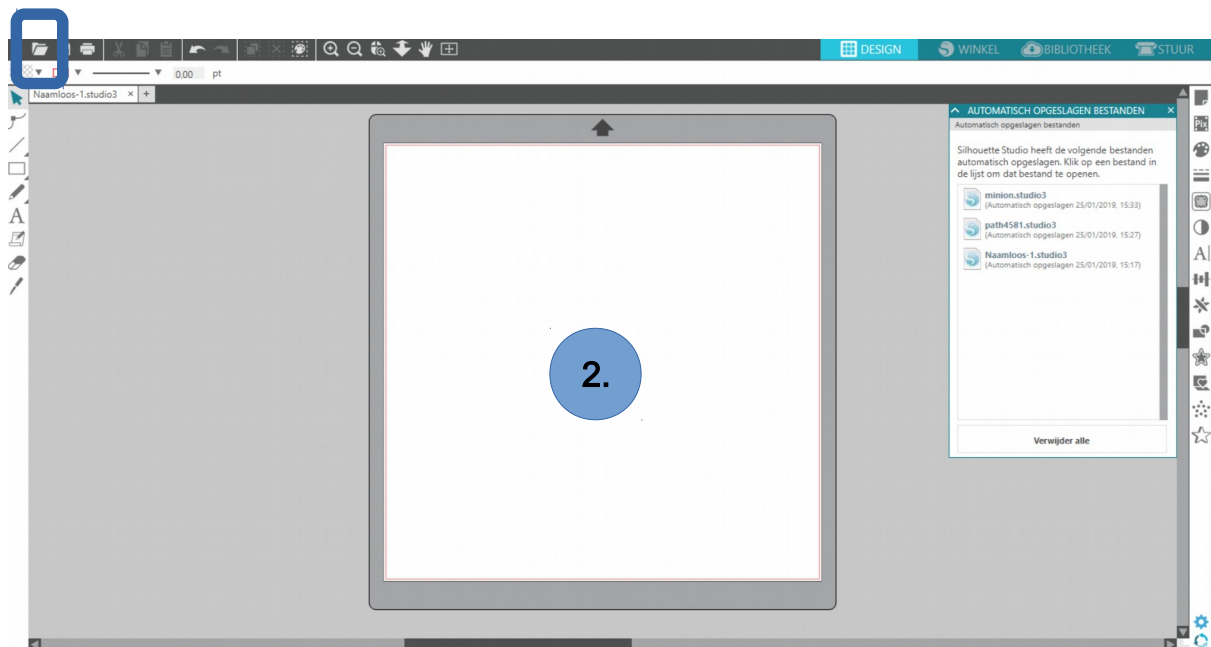 DESIGN
WINKEL
BIBLIOTHEEK
STUUR
0,00 pt
Naamloos-1.studio3 × +
AUTOMATISCH OPGESLAGEN BESTANDEN ×
Automatisch opgeslagen bestanden
Silhouette Studio heeft de volgende bestanden
automatisch opgeslagen. Klik op een bestand in
de lijst om dat bestand te openen.
minion.studio3
(Automatisch opgeslagen 25/01/2019, 15:33)
path4581.studio3
(Automatisch opgeslagen 25/01/2019, 15:27)
Naamloos-1.studio3
(Automatisch opgeslagen 25/01/2019, 15:17)
Verwijder alle
2.
Pix
A
A